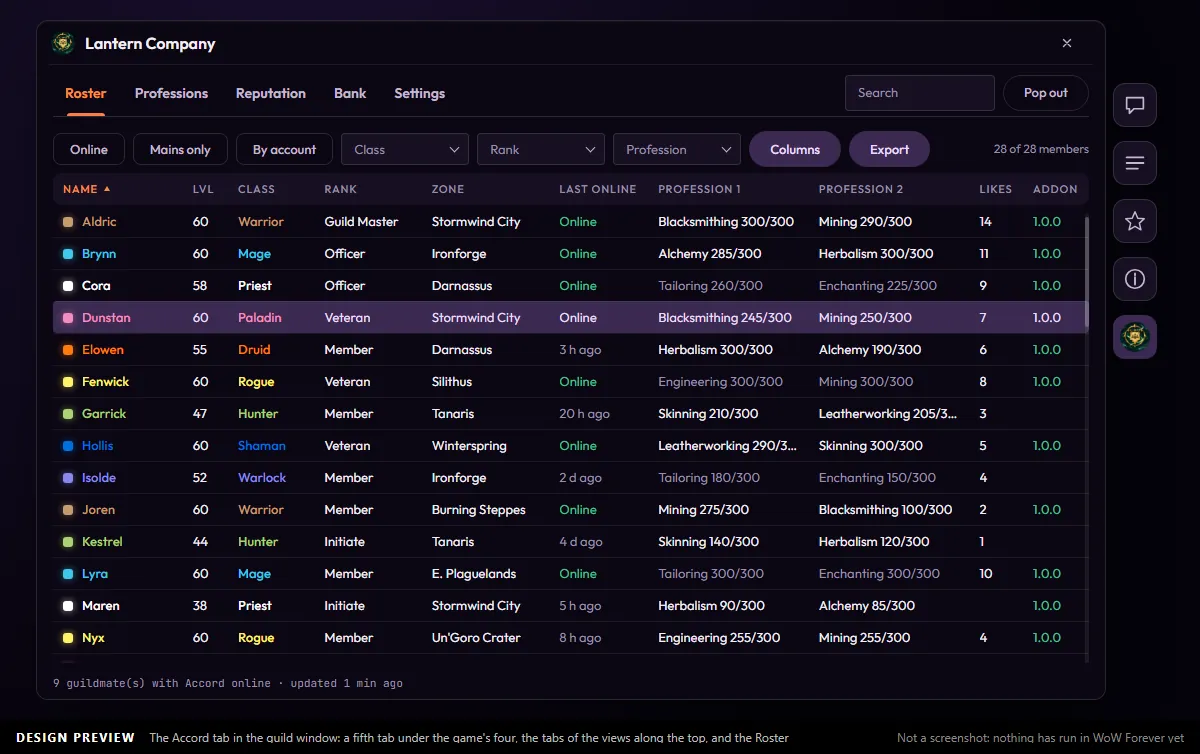 Lantern Company
Roster Professions Reputation Bank Settings Search Pop out
Online Mains only By account Class Rank Profession Columns Export 28 of 28 members
NAME LVL CLASS RANK ZONE LAST ONLINE PROFESSION 1 PROFESSION 2 LIKES ADDON
Aldric 60 Warrior Guild Master Stormwind City Online Blacksmithing 300/300 Mining 290/300 14 1.0.0
Brynn 60 Mage Officer Ironforge Online Alchemy 285/300 Herbalism 300/300 11 1.0.0
Cora 58 Priest Officer Darnassus Online Tailoring 260/300 Enchanting 225/300 9 1.0.0
Dunstan 60 Paladin Veteran Stormwind City Online Blacksmithing 245/300 Mining 250/300 7 1.0.0
Elowen 55 Druid Member Darnassus 3 h ago Herbalism 300/300 Alchemy 190/300 6 1.0.0
Fenwick 60 Rogue Veteran Silithus Online Engineering 300/300 Mining 300/300 8 1.0.0
Garrick 47 Hunter Member Tanaris 20 h ago Skinning 210/300 Leatherworking 205/3... 3
Hollis 60 Shaman Veteran Winterspring Online Leatherworking 290/3... Skinning 300/300 5 1.0.0
Isolde 52 Warlock Member Ironforge 2 d ago Tailoring 180/300 Enchanting 150/300 4
Joren 60 Warrior Member Burning Steppes Online Mining 275/300 Blacksmithing 100/300 2 1.0.0
Kestrel 44 Hunter Initiate Tanaris 4 d ago Skinning 140/300 Herbalism 120/300 1
Lyra 60 Mage Member E. Plaguelands Online Tailoring 300/300 Enchanting 300/300 10 1.0.0
Maren 38 Priest Initiate Stormwind City 5 h ago Herbalism 90/300 Alchemy 85/300 1.0.0
Nyx 60 Rogue Member Un'Goro Crater 8 h ago Engineering 255/300 Mining 255/300 4 1.0.0
9 guildmate(s) with Accord online · updated 1 min ago
DESIGN PREVIEW The Accord tab in the guild window: a fifth tab under the game's four, the tabs of the views along the top, and the Roster Not a screenshot: nothing has run in WoW Forever yet